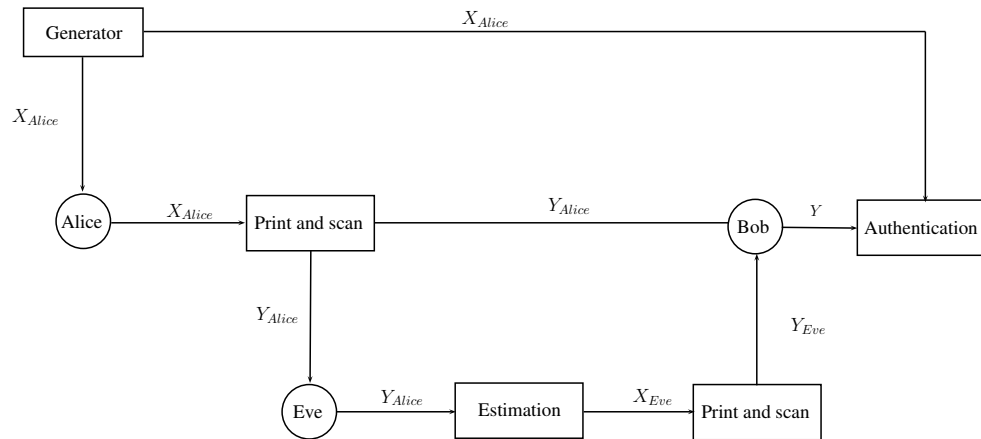 X_Alice
Generator
X_Alice
Alice
X_Alice
Print and scan
Y_Alice
Bob
Y
Authentication
Y_Alice
Y_Eve
Eve
Y_Alice
Estimation
X_Eve
Print and scan